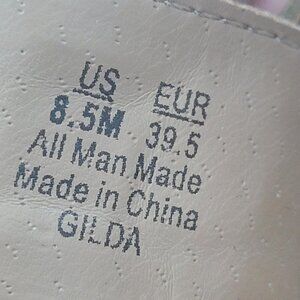 US EUR
8.5M 39.5
All Man Made
Made in China
GILDA